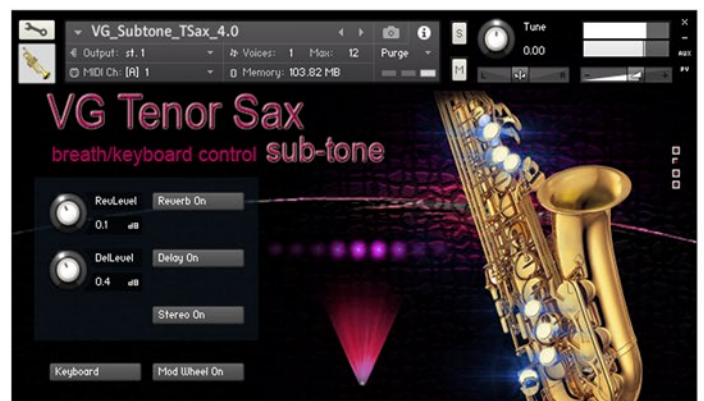 VG_Subtone_TSax_4.0
S
Tune
Output: st. 1
Voices: 1 Max: 12
Purge
0.00
AUX
MIDI Ch: [A] 1
Memory: 103.82 MB
M
L
R
PV
VG Tenor Sax
breath/keyboard control sub-tone
RevLevel
Reverb On
0.1 dB
DelLevel
Delay On
0.4 dB
Stereo On
Keyboard
Mod Wheel On